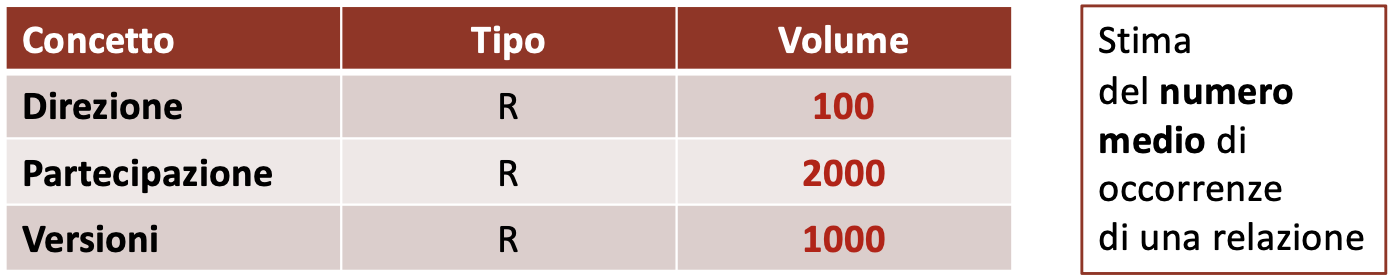 Concetto Tipo Volume
Direzione R 100
Partecipazione R 2000
Versioni R 1000
Stima
del numero
medio di
occorrenze
di una relazione